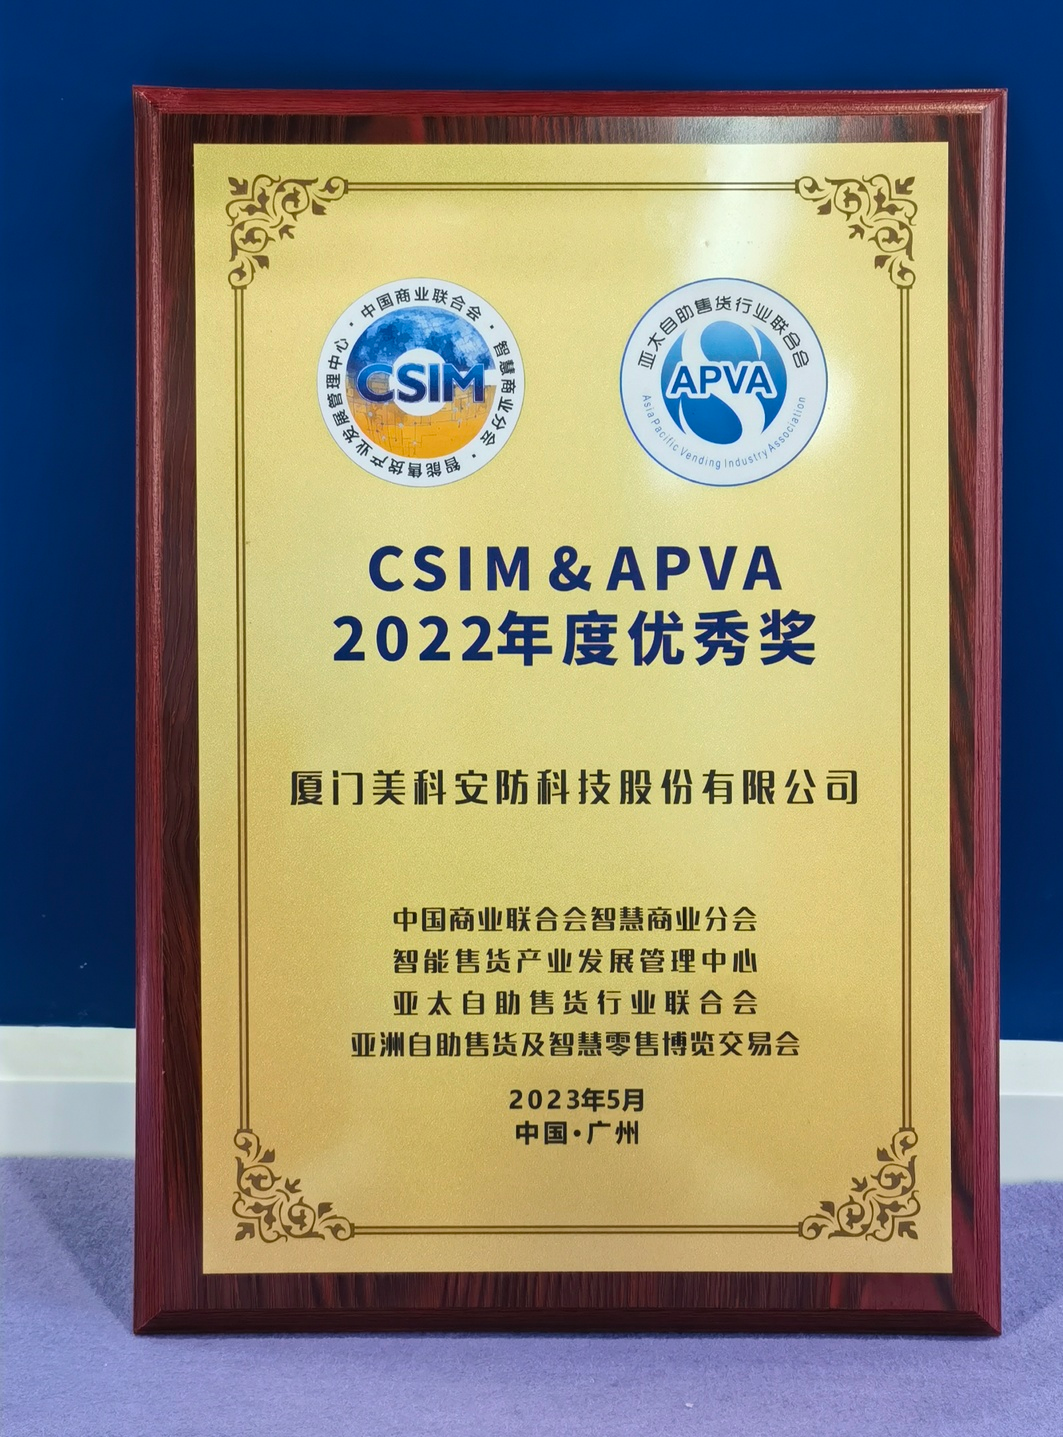 中国商业联合会·智慧商业分会·智能售货产业发展管理中心·
CSIM
亚太自助售货行业联合会
APVA
Asia Pacific Vending Industry Association
CSIM&APVA
2022年度优秀奖
厦门美科安防科技股份有限公司
中国商业联合会智慧商业分会
智能售货产业发展管理中心
亚太自助售货行业联合会
亚洲自助售货及智慧零售博览交易会
2023年5月
中国·广州